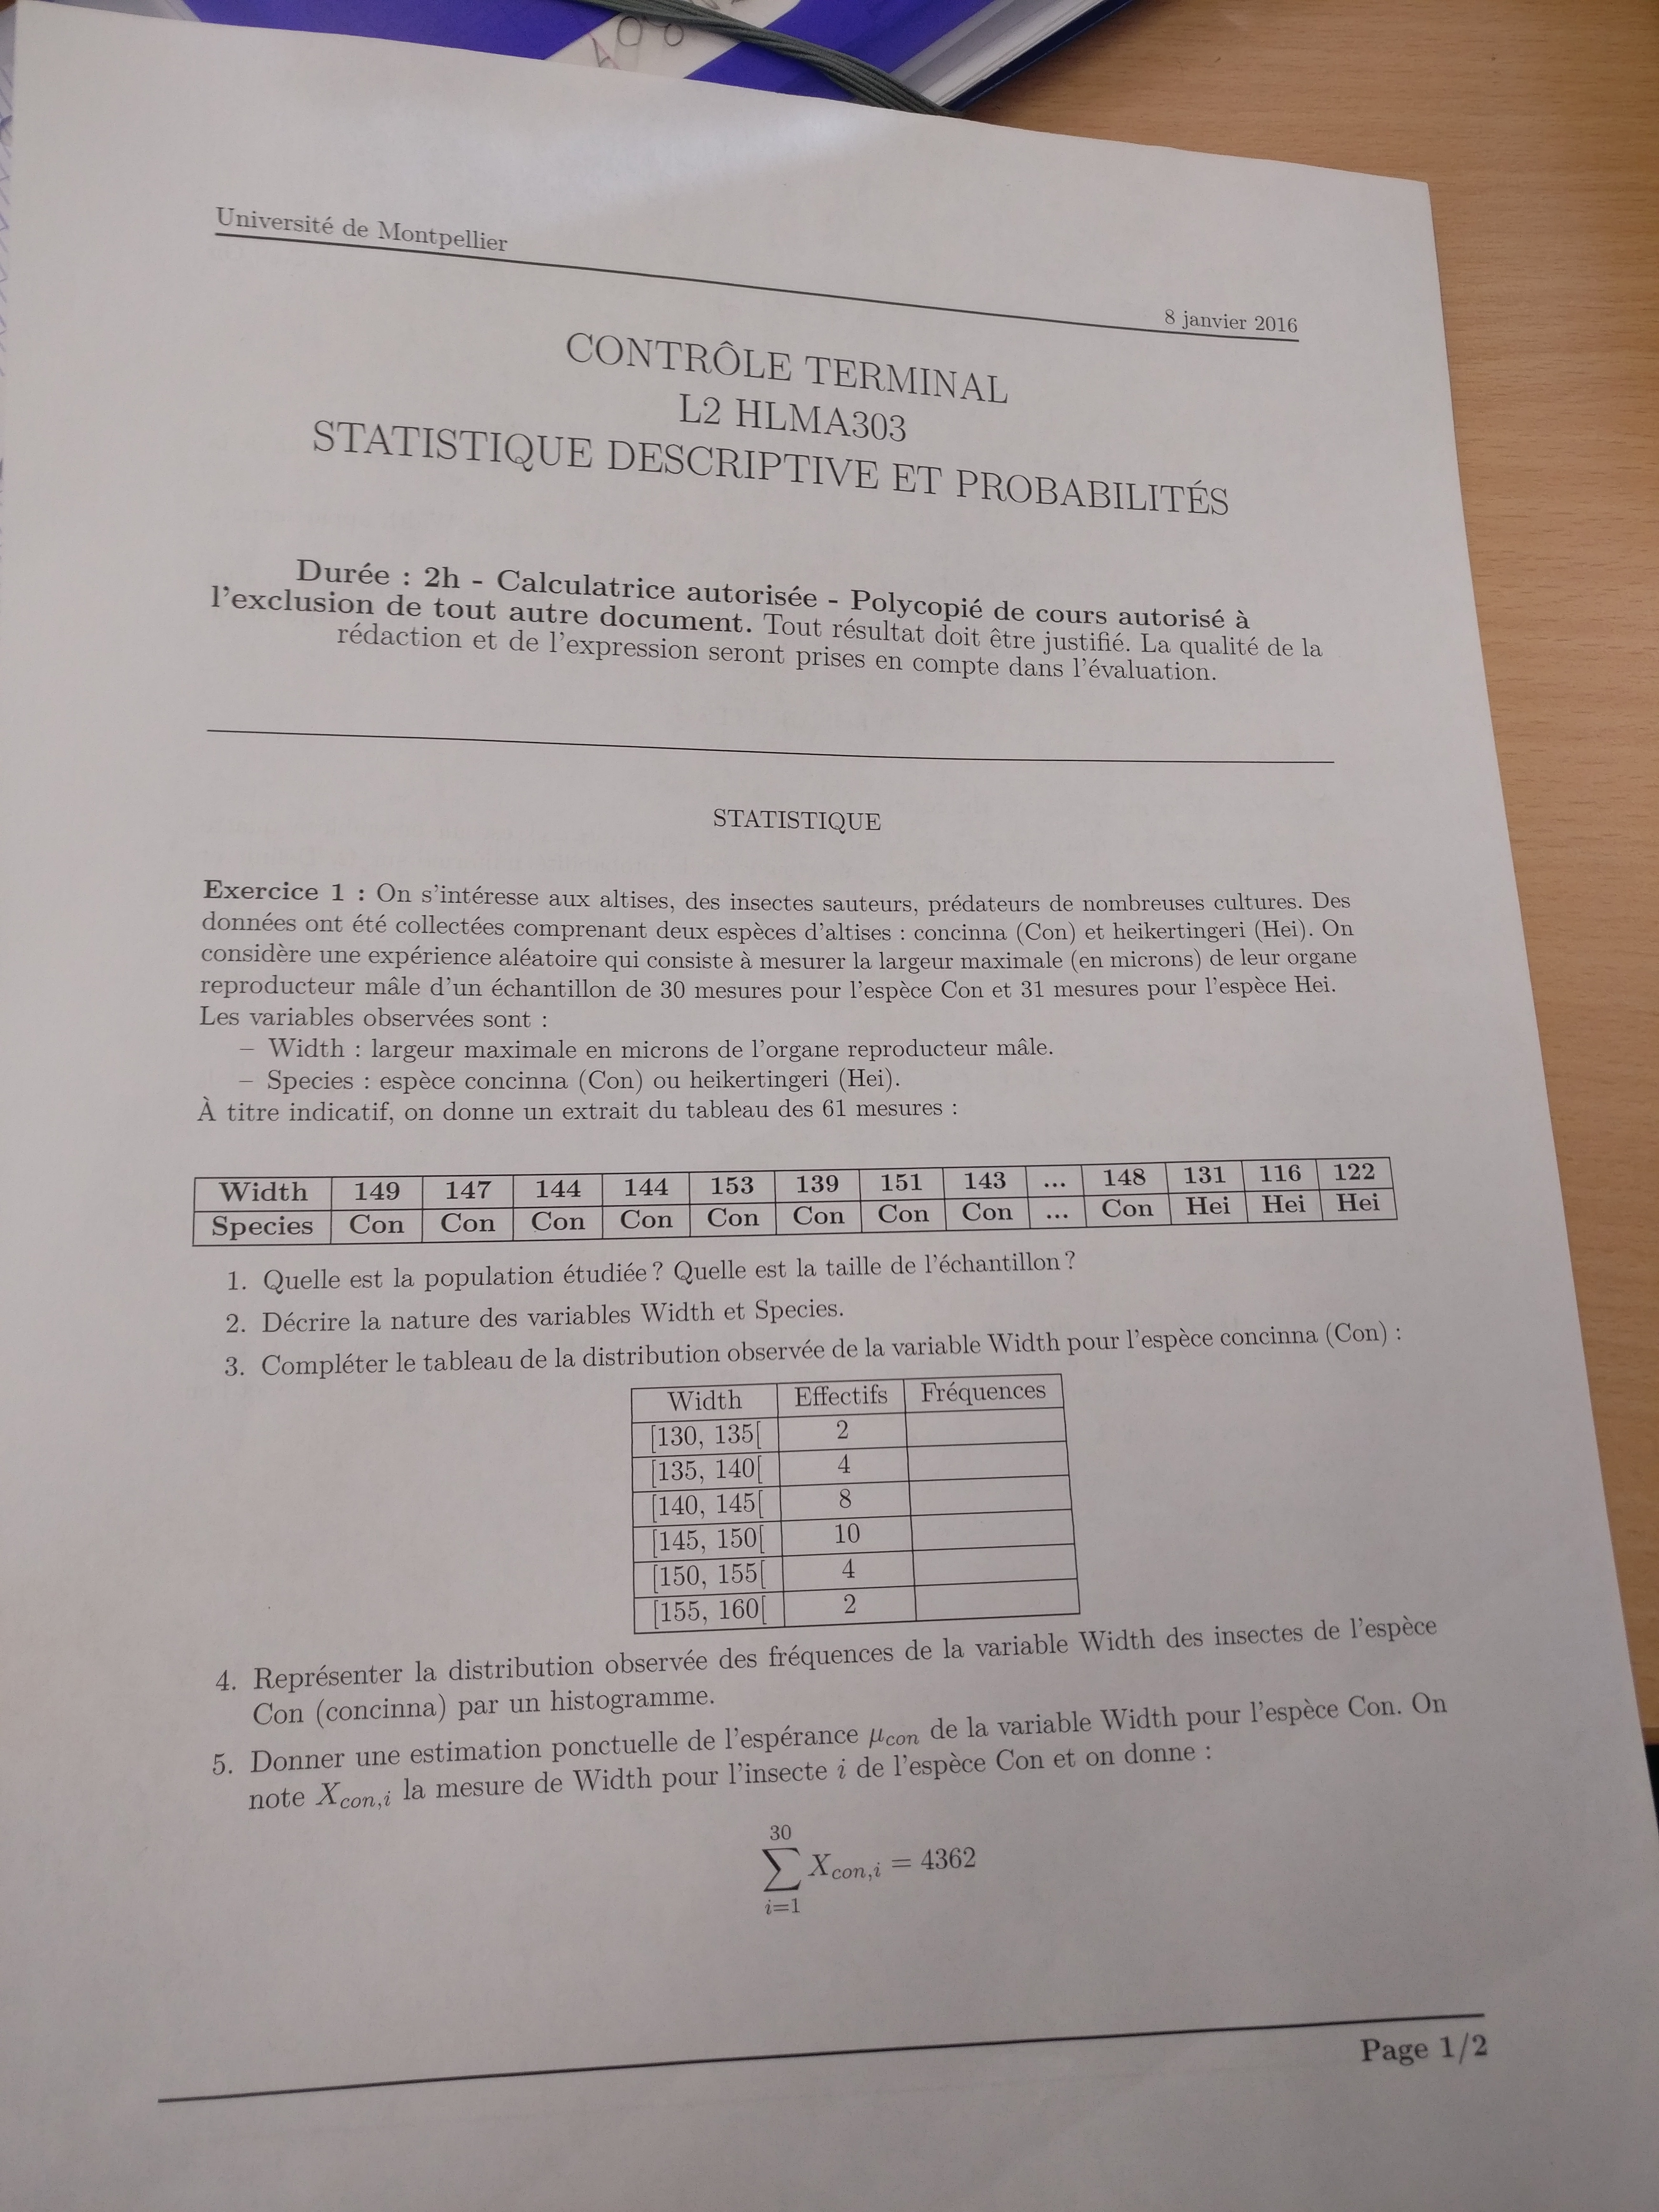 Université de Montpellier
8 janvier 2016
CONTRÔLE TERMINAL
L2 HLMA303
STATISTIQUE DESCRIPTIVE ET PROBABILITÉS
Durée : 2h - Calculatrice autorisée - Polycopié de cours autorisé à
l'exclusion de tout autre document. Tout résultat doit être justifié. La qualité de la
rédaction et de l'expression seront prises en compte dans l'évaluation.
STATISTIQUE
Exercice 1 : On s'intéresse aux altises, des insectes sauteurs, prédateurs de nombreuses cultures. Des
données ont été collectées comprenant deux espèces d'altises : concinna (Con) et heikertingeri (Hei). On
considère une expérience aléatoire qui consiste à mesurer la largeur maximale (en microns) de leur organe
reproducteur mâle d'un échantillon de 30 mesures pour l'espèce Con et 31 mesures pour l'espèce Hei.
Les variables observées sont :
– Width : largeur maximale en microns de l'organe reproducteur mâle.
– Species : espèce concinna (Con) ou heikertingeri (Hei).
À titre indicatif, on donne un extrait du tableau des 61 mesures :
Width 149 147 144 144 153 139 151 143 ... 148 131 116 122
Species Con Con Con Con Con Con Con Con ... Con Hei Hei Hei
1. Quelle est la population étudiée ? Quelle est la taille de l'échantillon ?
2. Décrire la nature des variables Width et Species.
3. Compléter le tableau de la distribution observée de la variable Width pour l'espèce concinna (Con) :
Width Effectifs Fréquences
[130, 135[ 2
[135, 140[ 4
[140, 145[ 8
[145, 150[ 10
[150, 155[ 4
[155, 160[ 2
4. Représenter la distribution observée des fréquences de la variable Width des insectes de l'espèce
Con (concinna) par un histogramme.
5. Donner une estimation ponctuelle de l'espérance μcon de la variable Width pour l'espèce Con. On
note Xcon,i la mesure de Width pour l'insecte i de l'espèce Con et on donne :
30
∑ Xcon,i = 4362
i=1
Page 1/2